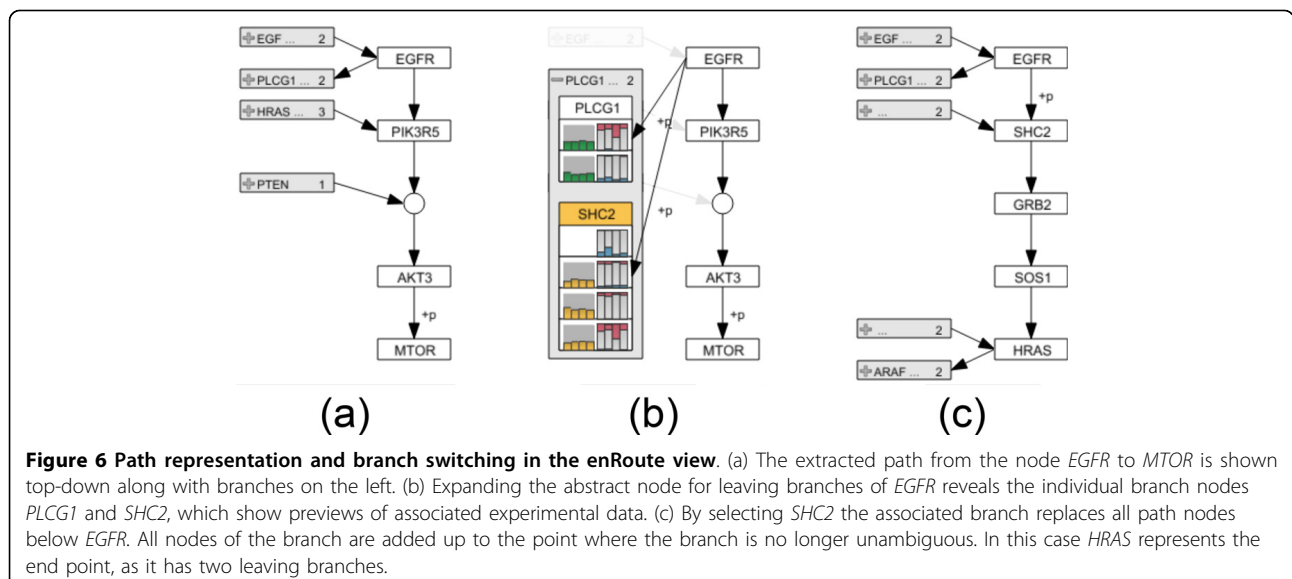 EGF ... 2
EGFR
PLCG1 ... 2
HRAS ... 3
PIK3R5
PTEN 1
AKT3
+p
MTOR
(a)
EGF ... 2
EGFR
PLCG1 ... 2
PLCG1
+p
PIK3R5
SHC2
+p
AKT3
+p
MTOR
(b)
EGF ... 2
EGFR
PLCG1 ... 2
+p
... 2
SHC2
GRB2
SOS1
... 2
HRAS
ARAF ... 2
(c)
Figure 6 Path representation and branch switching in the enRoute view. (a) The extracted path from the node EGFR to MTOR is shown
top-down along with branches on the left. (b) Expanding the abstract node for leaving branches of EGFR reveals the individual branch nodes
PLCG1 and SHC2, which show previews of associated experimental data. (c) By selecting SHC2 the associated branch replaces all path nodes
below EGFR. All nodes of the branch are added up to the point where the branch is no longer unambiguous. In this case HRAS represents the
end point, as it has two leaving branches.